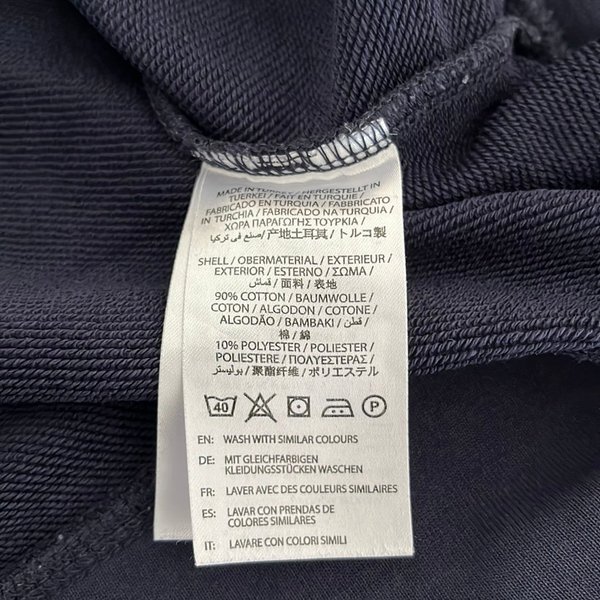 MADE IN TURKEY / HERGESTELLT IN
TUERKEI / FAIT EN TURQUIE /
FABRICADO EN TURQUIA / FABBRICATO
IN TURCHIA / FABRICADO NA TURQUIA /
ΧΩΡΑ ΠΑΡΑΓΩΓΗΣ ΤΟΥΡΚΙΑ /
صنع في تركيا / 产地土耳其 / トルコ製
SHELL / OBERMATERIAL / EXTERIEUR /
EXTERIOR / ESTERNO / ΣΩΜΑ /
قماش / 面料 / 表地
90% COTTON / BAUMWOLLE /
COTON / ALGODON / COTONE /
ALGODÃO / BAMBAKI / قطن /
棉 / 綿
10% POLYESTER / POLIESTER /
POLIESTERE / ΠΟΛΥΕΣΤΕΡΑΣ /
بوليستر / 聚酯纤维 / ポリエステル
40 P
EN: WASH WITH SIMILAR COLOURS
DE: MIT GLEICHFARBIGEN
KLEIDUNGSSTÜCKEN WASCHEN
FR: LAVER AVEC DES COULEURS SIMILAIRES
ES: LAVAR CON PRENDAS DE
COLORES SIMILARES
IT: LAVARE CON COLORI SIMILI